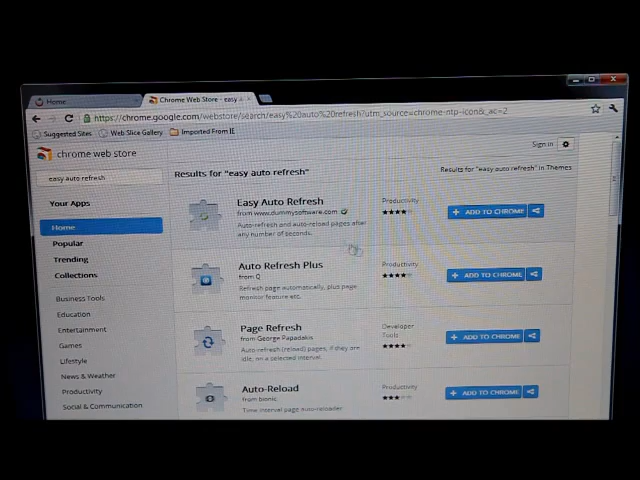 Home
Chrome Web Store - easy a
https://chrome.google.com/webstore/search/easy%20auto%20refresh?utm_source=chrome-ntp-icon&_ac=2
Suggested Sites
Web Slice Gallery
Imported From IE
chrome web store
Sign in
easy auto refresh
Results for "easy auto refresh"
Results for "easy auto refresh" in Themes
Your Apps
Home
Popular
Trending
Collections
Business Tools
Education
Entertainment
Games
Lifestyle
News & Weather
Productivity
Social & Communication
Easy Auto Refresh
from www.dummysoftware.com
Auto-refresh and auto-reload pages after
any number of seconds.
Productivity
+ ADD TO CHROME
Auto Refresh Plus
from Q
Refresh page automatically, plus page
monitor feature etc.
Productivity
+ ADD TO CHROME
Page Refresh
from George Papadakis
Auto-refresh (reload) pages, if they are
idle, on a selected interval.
Developer
Tools
+ ADD TO CHROME
Auto-Reload
from bionic
Time interval page auto-reloader
Productivity
+ ADD TO CHROME